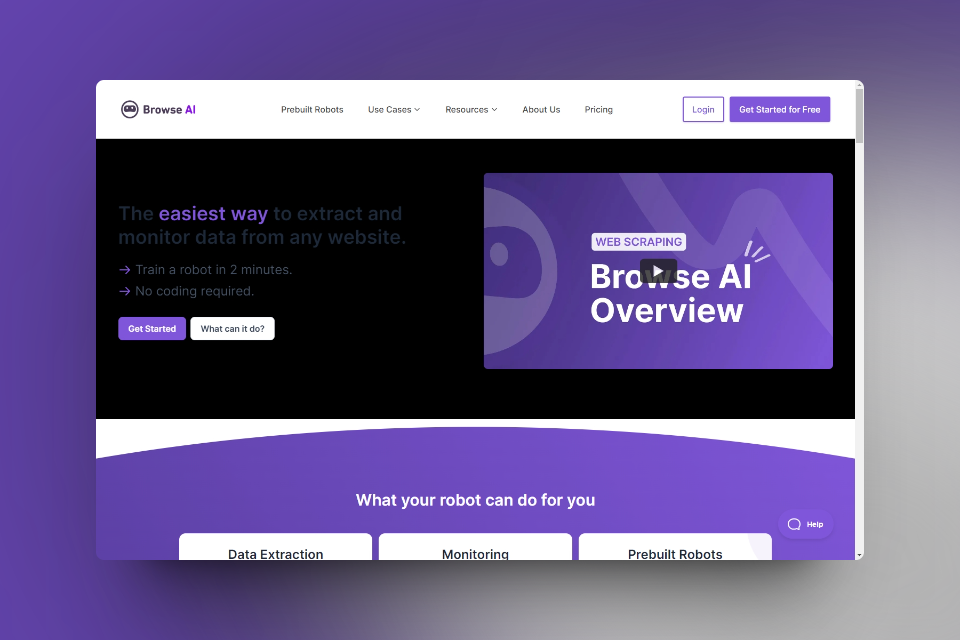 Browse AI
Prebuilt Robots
Use Cases
Resources
About Us
Pricing
Login
Get Started for Free
The easiest way to extract and
monitor data from any website.
→ Train a robot in 2 minutes.
→ No coding required.
Get Started
What can it do?
WEB SCRAPING
Browse AI
Overview
What your robot can do for you
Data Extraction
Monitoring
Prebuilt Robots
Help